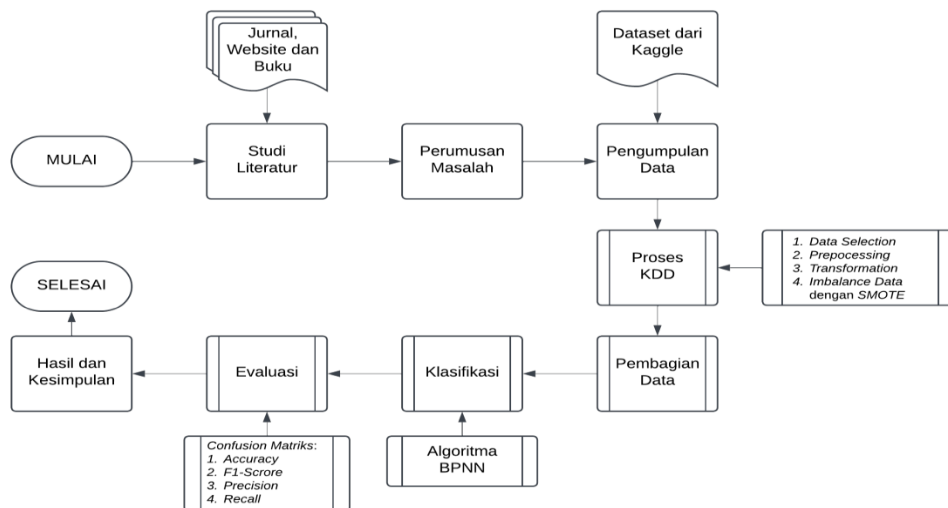 Jurnal,
Website dan
Buku
Dataset dari
Kaggle
MULAI
Studi
Literatur
Perumusan
Masalah
Pengumpulan
Data
Proses
KDD
1. Data Selection
2. Prepocessing
3. Transformation
4. Imbalance Data
dengan SMOTE
SELESAI
Hasil dan
Kesimpulan
Evaluasi
Klasifikasi
Pembagian
Data
Confusion Matriks:
1. Accuracy
2. F1-Scrore
3. Precision
4. Recall
Algoritma
BPNN